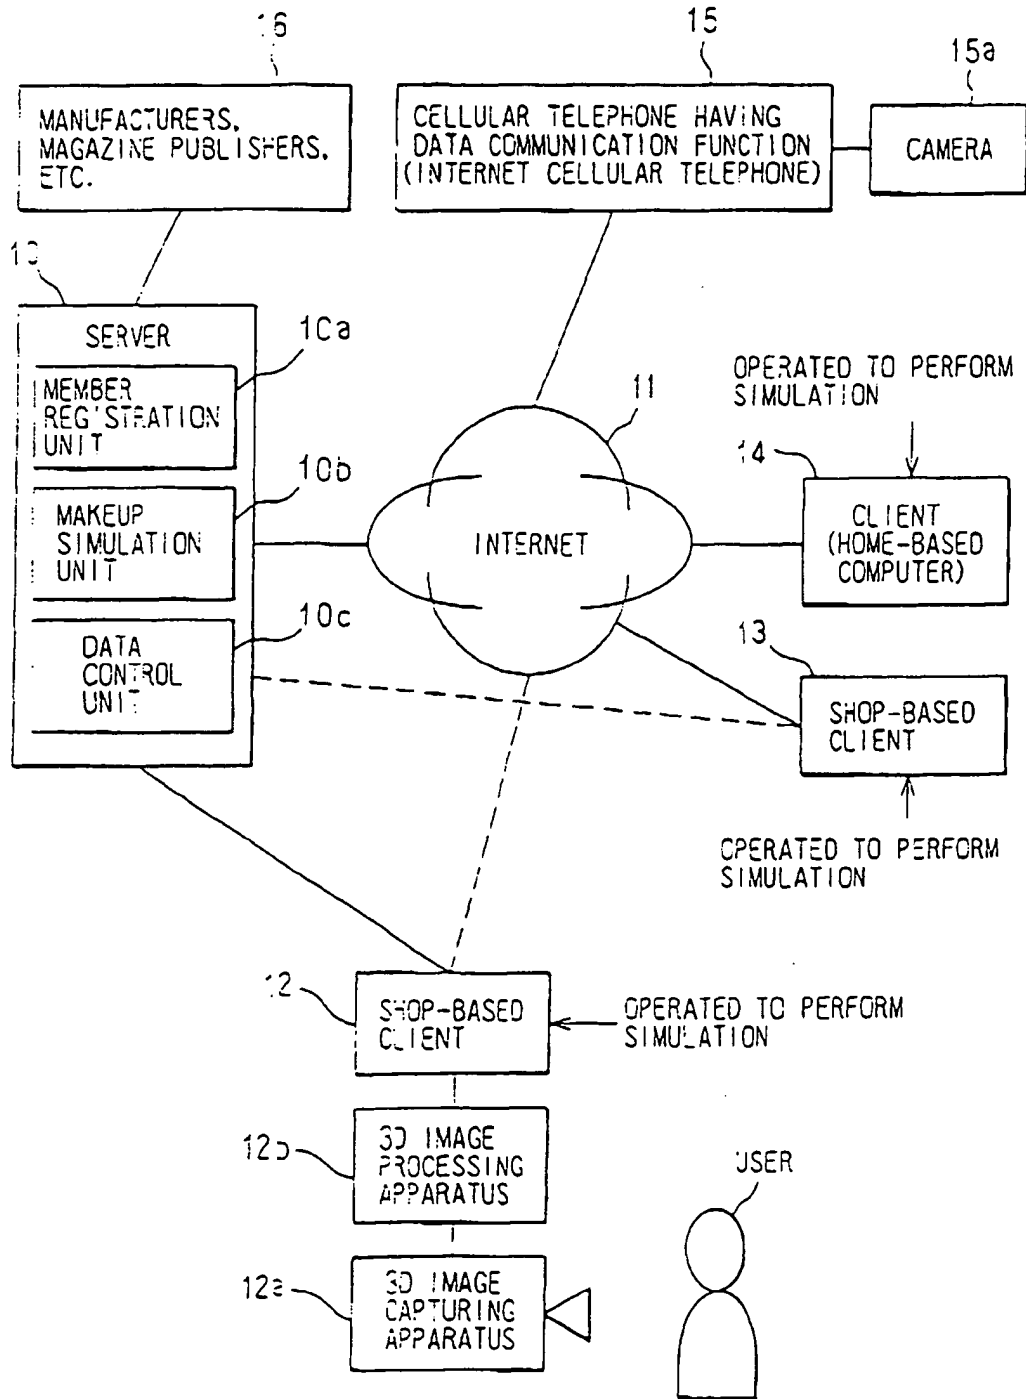 16
MANUFACTURERS,
MAGAZINE PUBLISHERS,
ETC.
15
CELLULAR TELEPHONE HAVING
DATA COMMUNICATION FUNCTION
(INTERNET CELLULAR TELEPHONE)
15a
CAMERA
10
SERVER
10a
MEMBER
REGISTRATION
UNIT
10b
MAKEUP
SIMULATION
UNIT
10c
DATA
CONTROL
UNIT
11
INTERNET
OPERATED TO PERFORM
SIMULATION
14
CLIENT
(HOME-BASED
COMPUTER)
13
SHOP-BASED
CLIENT
OPERATED TO PERFORM
SIMULATION
12
SHOP-BASED
CLIENT
OPERATED TO PERFORM
SIMULATION
12b
3D IMAGE
PROCESSING
APPARATUS
12a
3D IMAGE
CAPTURING
APPARATUS
USER